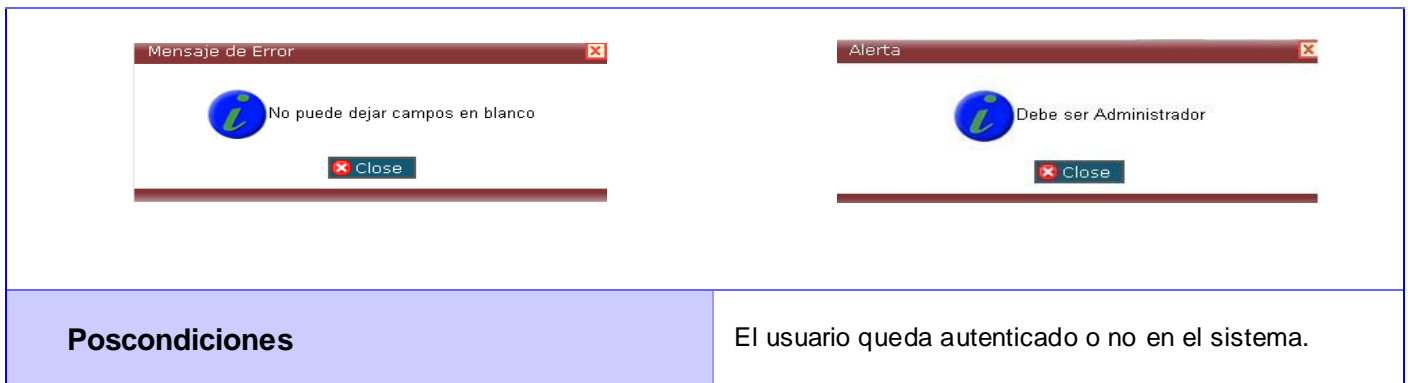 Mensaje de Error
No puede dejar campos en blanco
Close
Alerta
Debe ser Administrador
Close
Poscondiciones
El usuario queda autenticado o no en el sistema.